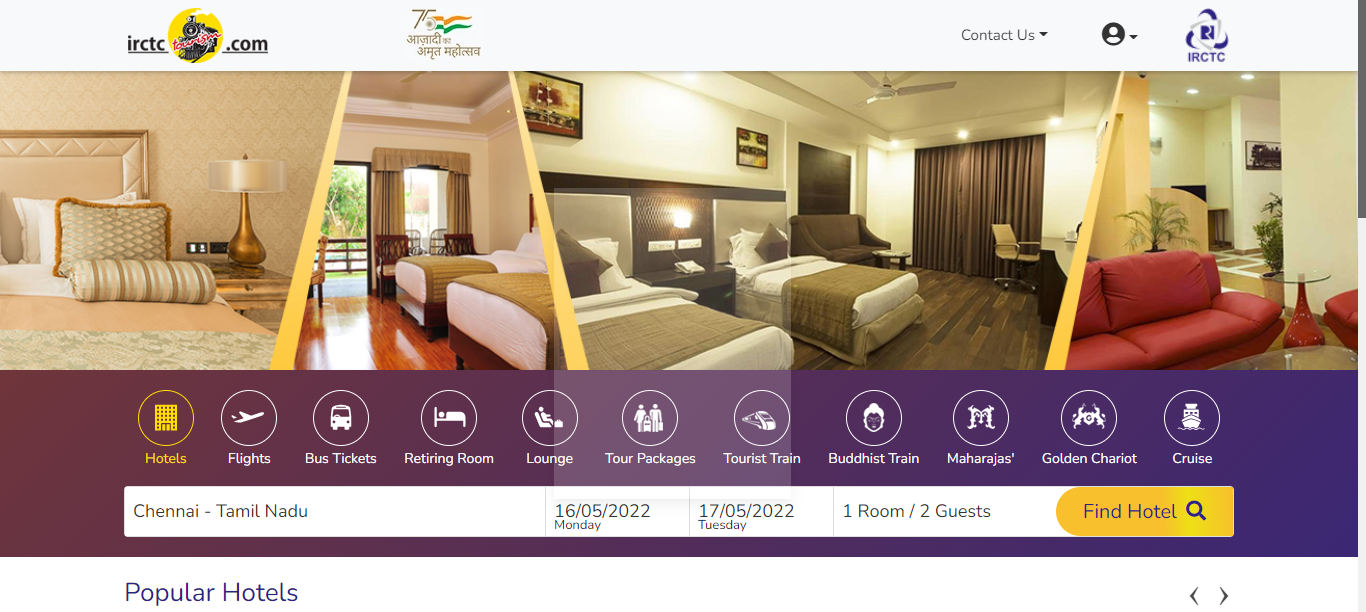 irctc tourism .com
75
आज़ादी का
अमृत महोत्सव
Contact Us
IRCTC
Hotels
Flights
Bus Tickets
Retiring Room
Lounge
Tour Packages
Tourist Train
Buddhist Train
Maharajas'
Golden Chariot
Cruise
Chennai - Tamil Nadu
16/05/2022
Monday
17/05/2022
Tuesday
1 Room / 2 Guests
Find Hotel
Popular Hotels